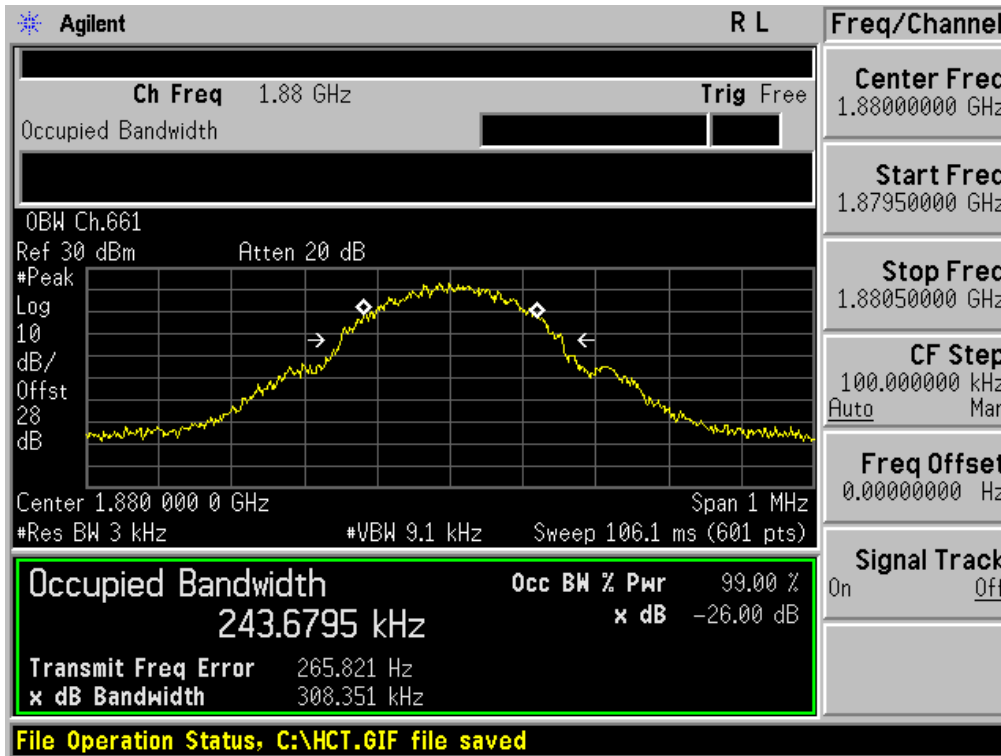 Agilent R L
Ch Freq 1.88 GHz Trig Free
Occupied Bandwidth
OBW Ch.661
Ref 30 dBm Atten 20 dB
#Peak
Log
10
dB/
Offst
28
dB
Center 1.880 000 0 GHz Span 1 MHz
#Res BW 3 kHz #VBW 9.1 kHz Sweep 106.1 ms (601 pts)
Occupied Bandwidth Occ BW % Pwr 99.00 %
243.6795 kHz x dB -26.00 dB
Transmit Freq Error 265.821 Hz
x dB Bandwidth 308.351 kHz
File Operation Status, C:\HCT.GIF file saved
Freq/Channel
Center Freq
1.88000000 GHz
Start Freq
1.87950000 GHz
Stop Freq
1.88050000 GHz
CF Step
100.000000 kHz
Auto Man
Freq Offset
0.00000000 Hz
Signal Track
On Off